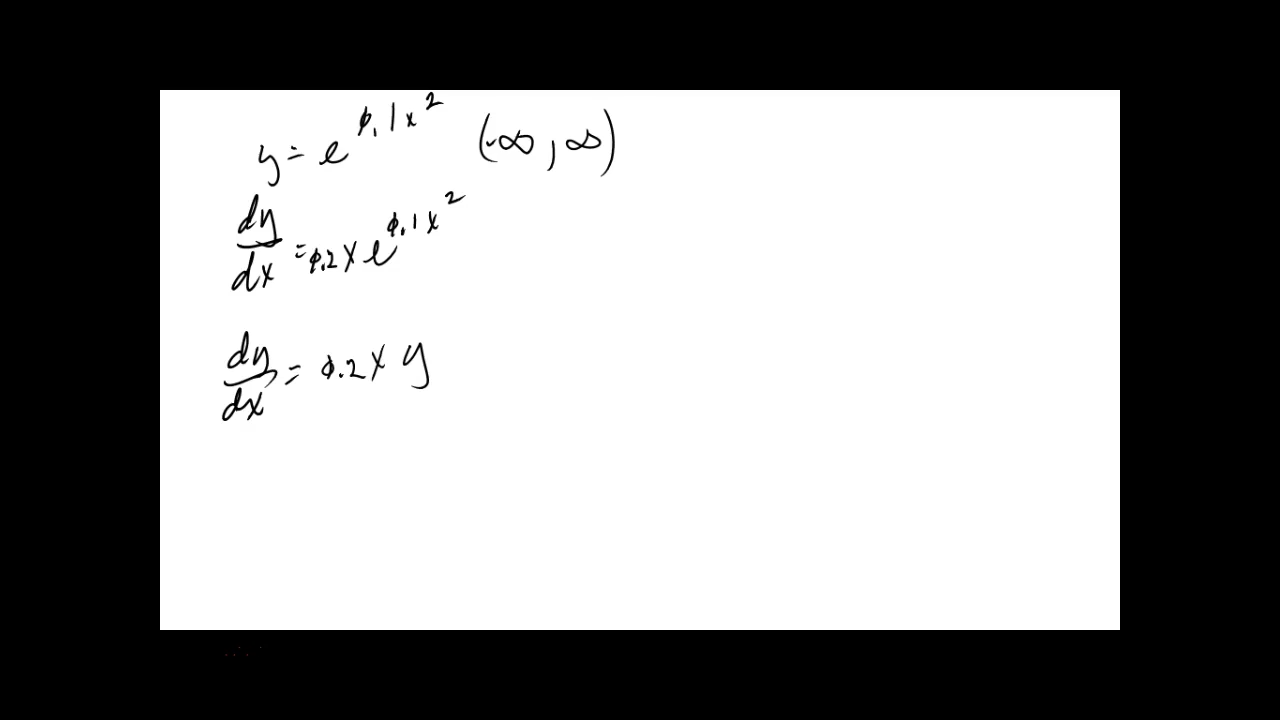 y = e^{0.1x^2} (-∞, ∞)
dy/dx = 0.2x e^{0.1x^2}
dy/dx = 0.2x y